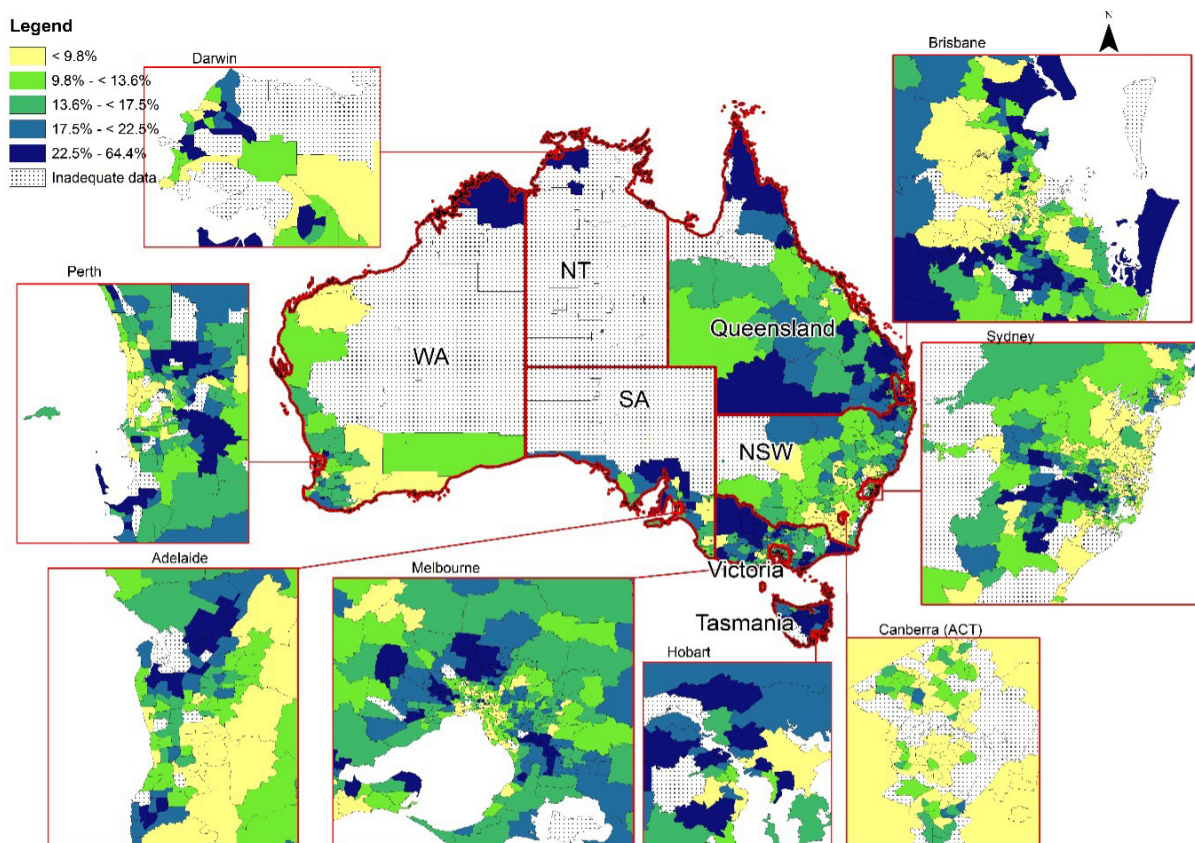 Legend
< 9.8%
9.8% - < 13.6%
13.6% - < 17.5%
17.5% - < 22.5%
22.5% - 64.4%
Inadequate data
Darwin
N
Brisbane
Perth
NT
Queensland
WA
SA
Sydney
NSW
Adelaide
Melbourne
Victoria
Tasmania
Hobart
Canberra (ACT)